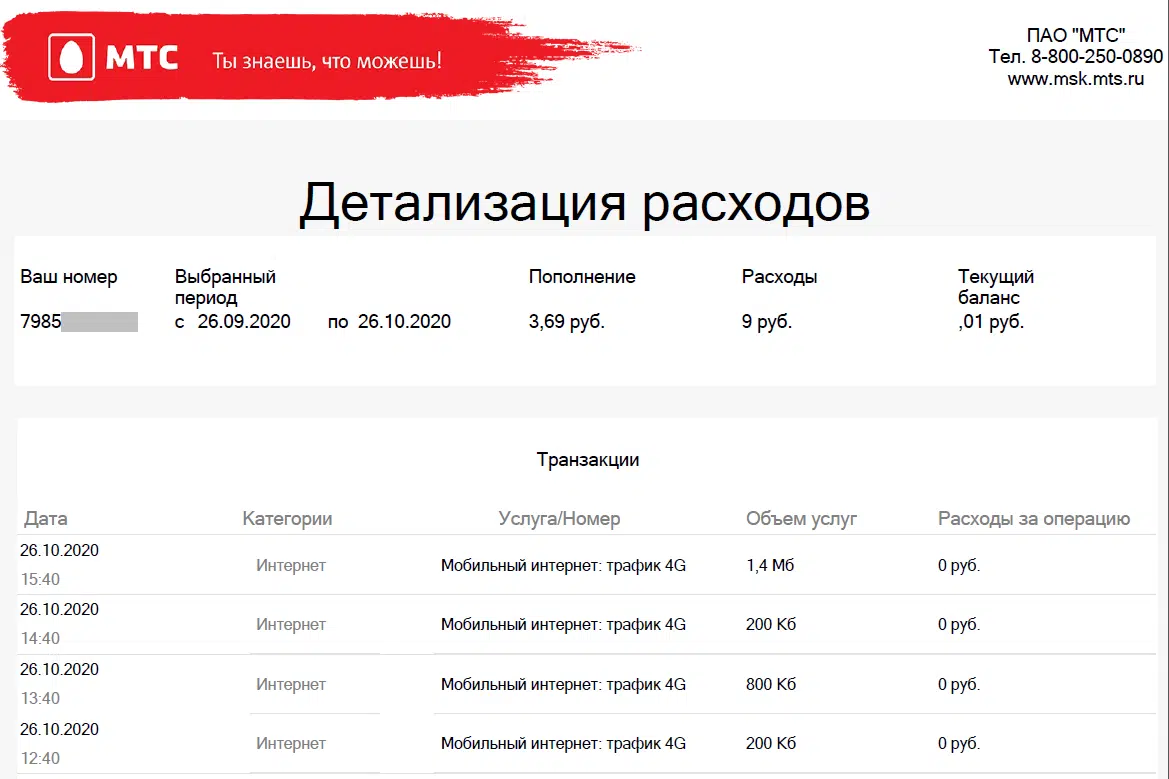 МТС Ты знаешь, что можешь!
ПАО "МТС"
Тел. 8-800-250-0890
www.msk.mts.ru
Детализация расходов
Ваш номер Выбранный период Пополнение Расходы Текущий баланс
7985 с 26.09.2020 по 26.10.2020 3,69 руб. 9 руб. ,01 руб.
Транзакции
Дата Категории Услуга/Номер Объем услуг Расходы за операцию
26.10.2020
15:40 Интернет Мобильный интернет: трафик 4G 1,4 Мб 0 руб.
26.10.2020
14:40 Интернет Мобильный интернет: трафик 4G 200 Кб 0 руб.
26.10.2020
13:40 Интернет Мобильный интернет: трафик 4G 800 Кб 0 руб.
26.10.2020
12:40 Интернет Мобильный интернет: трафик 4G 200 Кб 0 руб.